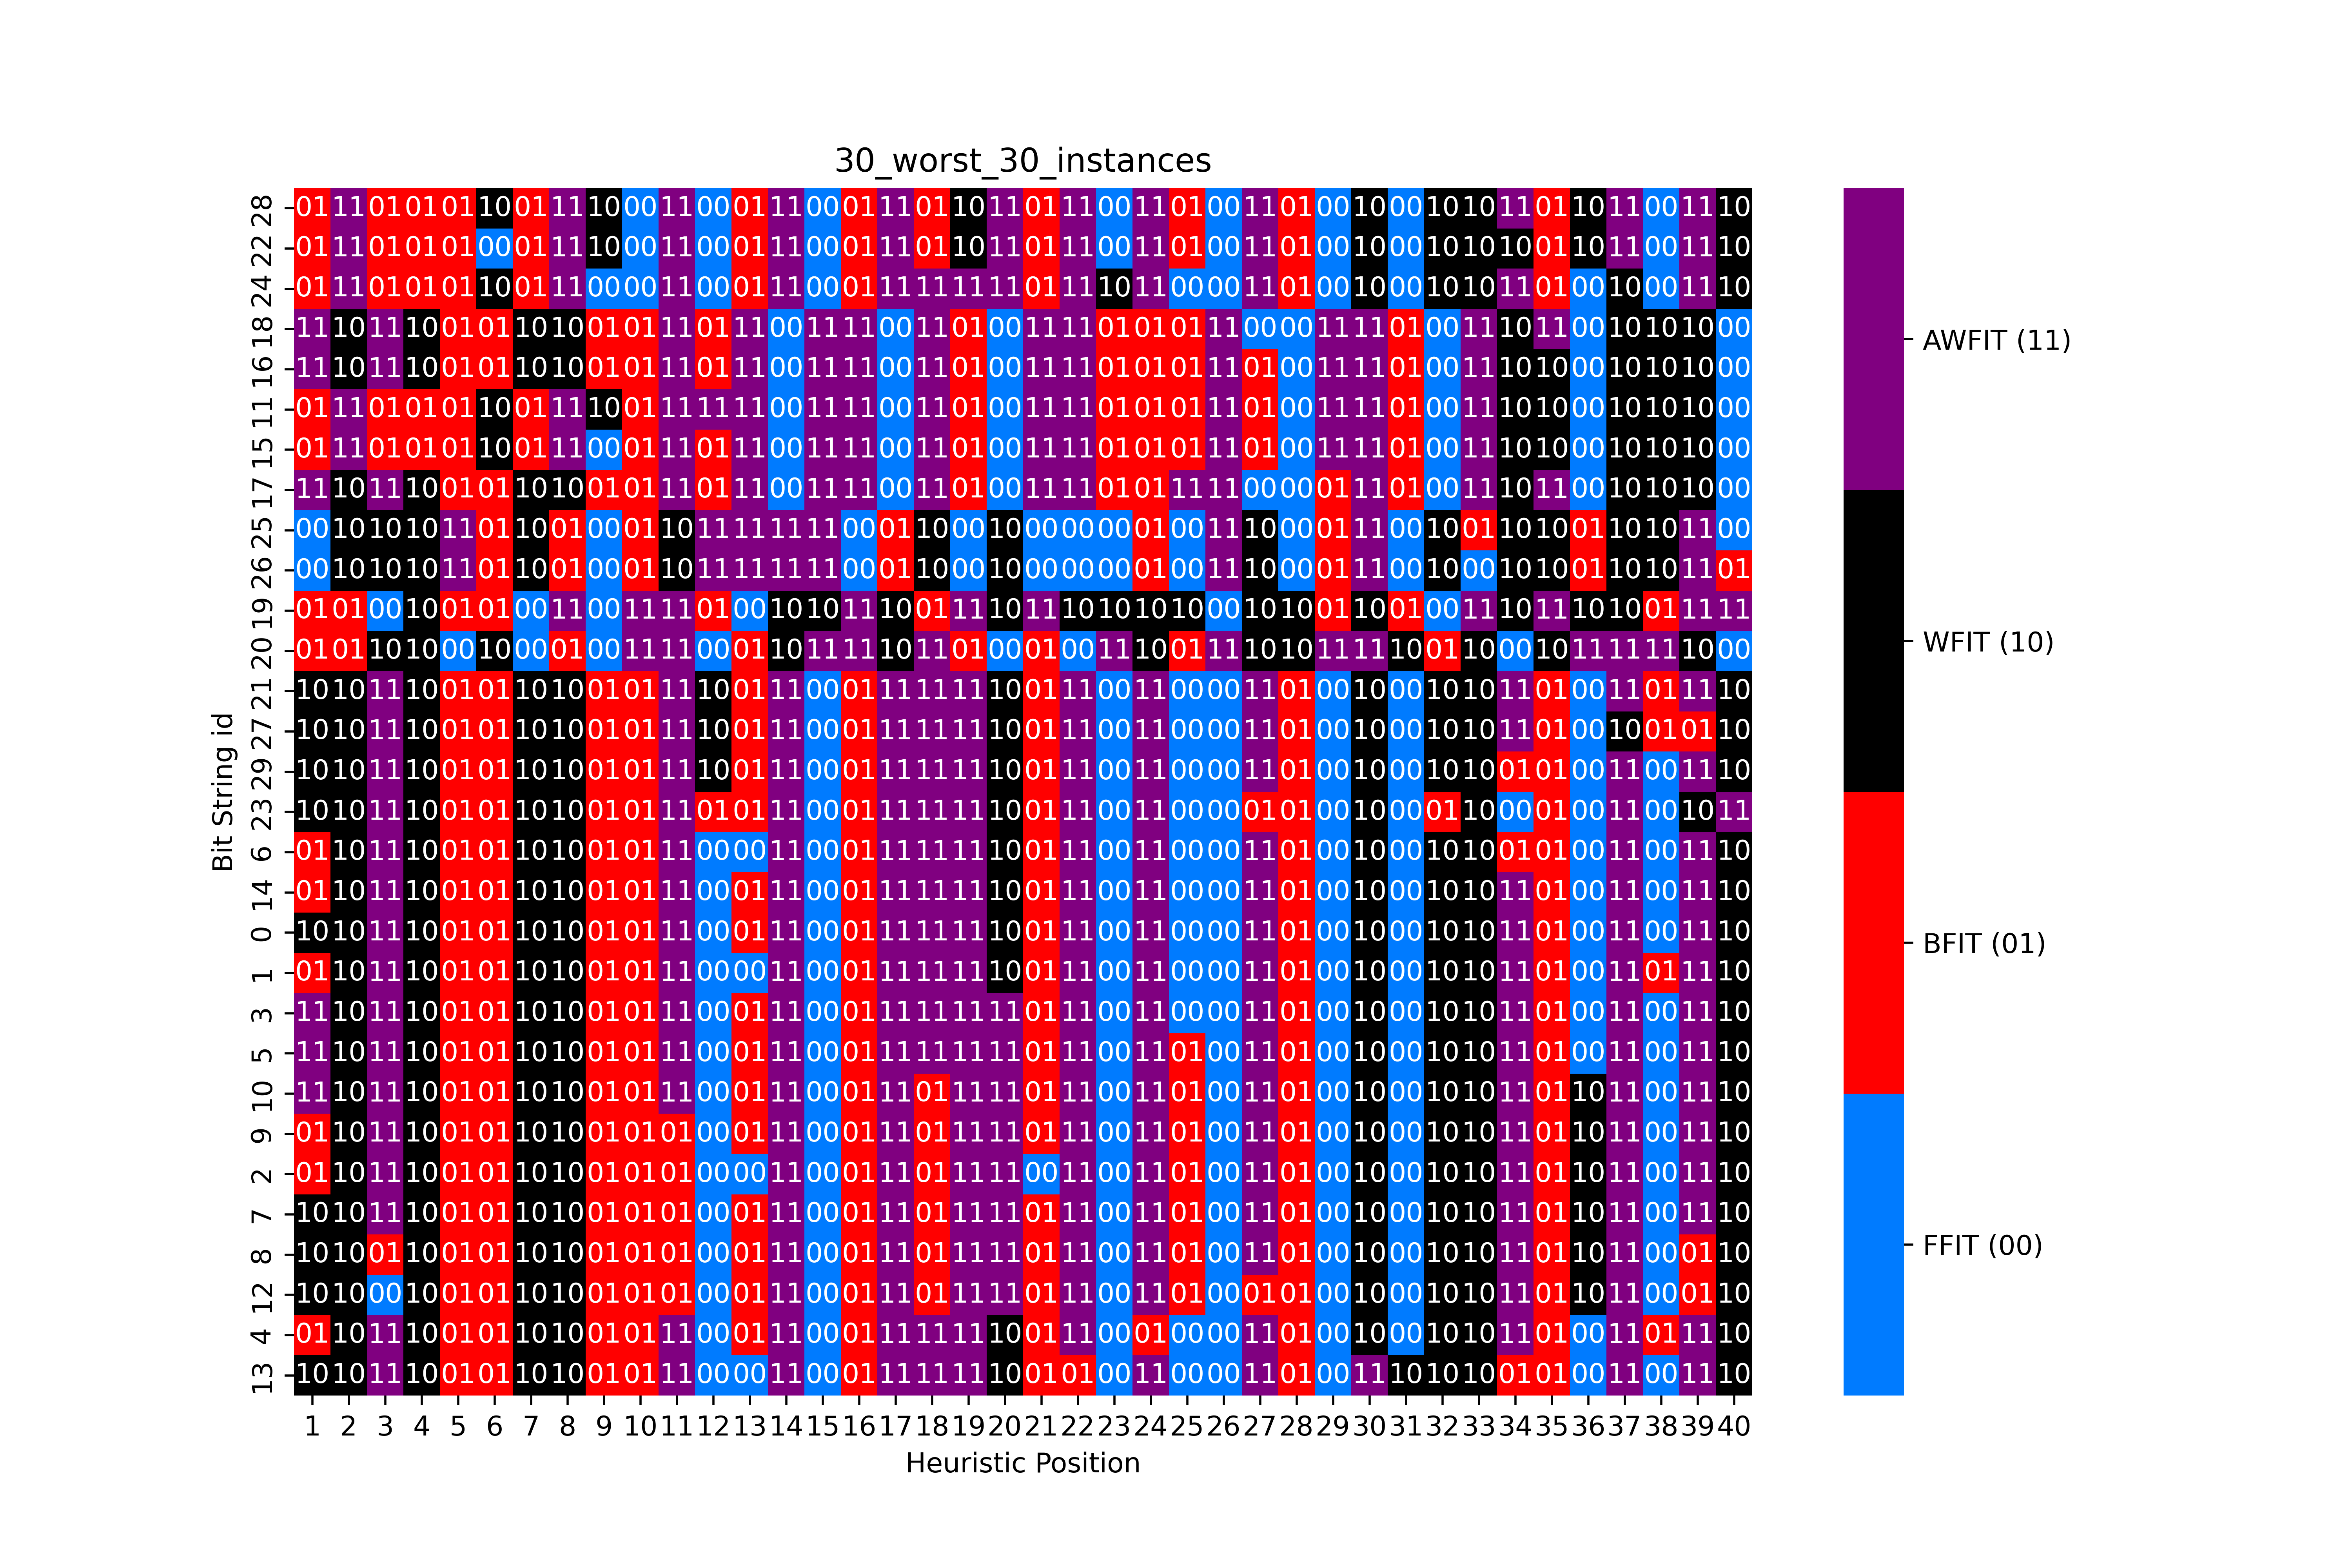 30_worst_30_instances
28 01 11 01 01 01 10 01 11 10 00 11 00 01 11 00 01 11 01 10 11 01 11 00 11 01 00 11 01 00 10 00 10 10 11 01 10 11 00 11 10
22 01 11 01 01 01 00 01 11 10 00 11 00 01 11 00 01 11 01 10 11 01 11 00 11 01 00 11 01 00 10 00 10 10 10 01 10 11 00 11 10
24 01 11 01 01 01 10 01 11 00 00 11 00 01 11 00 01 11 11 11 11 01 11 10 11 00 00 11 01 00 10 00 10 10 11 01 00 10 00 11 10
18 11 10 11 10 01 01 10 10 01 01 11 01 11 00 11 11 00 11 01 00 11 11 01 01 01 11 00 00 11 11 01 00 11 10 11 00 10 10 10 00
16 11 10 11 10 01 01 10 10 01 01 11 01 11 00 11 11 00 11 01 00 11 11 01 01 01 11 01 00 11 11 01 00 11 10 10 00 10 10 10 00
11 01 11 01 01 01 10 01 11 10 01 11 11 11 00 11 11 00 11 01 00 11 11 01 01 01 11 01 00 11 11 01 00 11 10 10 00 10 10 10 00
15 01 11 01 01 01 10 01 11 00 01 11 01 11 00 11 11 00 11 01 00 11 11 01 01 01 11 01 00 11 11 01 00 11 10 10 00 10 10 10 00
17 11 10 11 10 01 01 10 10 01 01 11 01 11 00 11 11 00 11 01 00 11 11 01 01 11 11 00 00 01 11 01 00 11 10 11 00 10 10 10 00
25 00 10 10 10 11 01 10 01 00 01 10 11 11 11 11 00 01 10 00 10 00 00 00 01 00 11 10 00 01 11 00 10 01 10 10 01 10 10 11 00
26 00 10 10 10 11 01 10 01 00 01 10 11 11 11 11 00 01 10 00 10 00 00 00 01 00 11 10 00 01 11 00 10 00 10 10 01 10 10 11 01
19 01 01 00 10 01 01 00 11 00 11 11 01 00 10 10 11 10 01 11 10 11 10 10 10 10 00 10 10 01 10 01 00 11 10 11 10 10 01 11 11
20 01 01 10 10 00 10 00 01 00 11 11 00 01 10 11 11 10 11 01 00 01 00 11 10 01 11 10 10 11 11 10 01 10 00 10 11 11 11 10 00
21 10 10 11 10 01 01 10 10 01 01 11 10 01 11 00 01 11 11 11 10 01 11 00 11 00 00 11 01 00 10 00 10 10 11 01 00 11 01 11 10
27 10 10 11 10 01 01 10 10 01 01 11 10 01 11 00 01 11 11 11 10 01 11 00 11 00 00 11 01 00 10 00 10 10 11 01 00 10 01 01 10
29 10 10 11 10 01 01 10 10 01 01 11 10 01 11 00 01 11 11 11 10 01 11 00 11 00 00 11 01 00 10 00 10 10 01 01 00 11 00 11 10
23 10 10 11 10 01 01 10 10 01 01 11 01 01 11 00 01 11 11 11 10 01 11 00 11 00 00 01 01 00 10 00 01 10 00 01 00 11 00 10 11
6 01 10 11 10 01 01 10 10 01 01 11 00 00 11 00 01 11 11 11 10 01 11 00 11 00 00 11 01 00 10 00 10 10 01 01 00 11 00 11 10
14 01 10 11 10 01 01 10 10 01 01 11 00 01 11 00 01 11 11 11 10 01 11 00 11 00 00 11 01 00 10 00 10 10 11 01 00 11 00 11 10
0 10 10 11 10 01 01 10 10 01 01 11 00 01 11 00 01 11 11 11 10 01 11 00 11 00 00 11 01 00 10 00 10 10 11 01 00 11 00 11 10
1 01 10 11 10 01 01 10 10 01 01 11 00 00 11 00 01 11 11 11 10 01 11 00 11 00 00 11 01 00 10 00 10 10 11 01 00 11 01 11 10
3 11 10 11 10 01 01 10 10 01 01 11 00 01 11 00 01 11 11 11 11 01 11 00 11 00 00 11 01 00 10 00 10 10 11 01 00 11 00 11 10
5 11 10 11 10 01 01 10 10 01 01 11 00 01 11 00 01 11 11 11 11 01 11 00 11 01 00 11 01 00 10 00 10 10 11 01 00 11 00 11 10
10 11 10 11 10 01 01 10 10 01 01 11 00 01 11 00 01 11 01 11 11 01 11 00 11 01 00 11 01 00 10 00 10 10 11 01 10 11 00 11 10
9 01 10 11 10 01 01 10 10 01 01 01 00 01 11 00 01 11 01 11 11 01 11 00 11 01 00 11 01 00 10 00 10 10 11 01 10 11 00 11 10
2 01 10 11 10 01 01 10 10 01 01 01 00 00 11 00 01 11 01 11 11 00 11 00 11 01 00 11 01 00 10 00 10 10 11 01 10 11 00 11 10
7 10 10 11 10 01 01 10 10 01 01 01 00 01 11 00 01 11 01 11 11 01 11 00 11 01 00 11 01 00 10 00 10 10 11 01 10 11 00 11 10
8 10 10 01 10 01 01 10 10 01 01 01 00 01 11 00 01 11 01 11 11 01 11 00 11 01 00 11 01 00 10 00 10 10 11 01 10 11 00 01 10
12 10 10 00 10 01 01 10 10 01 01 01 00 01 11 00 01 11 01 11 11 01 11 00 11 01 00 01 01 00 10 00 10 10 11 01 10 11 00 01 10
4 01 10 11 10 01 01 10 10 01 01 11 00 01 11 00 01 11 11 11 10 01 11 00 01 00 00 11 01 00 10 00 10 10 11 01 00 11 01 11 10
13 10 10 11 10 01 01 10 10 01 01 11 00 00 11 00 01 11 11 11 10 01 01 00 11 00 00 11 01 00 11 10 10 10 01 01 00 11 00 11 10
1 2 3 4 5 6 7 8 9 10 11 12 13 14 15 16 17 18 19 20 21 22 23 24 25 26 27 28 29 30 31 32 33 34 35 36 37 38 39 40
Heuristic Position
Bit String id
AWFIT (11)
WFIT (10)
BFIT (01)
FFIT (00)